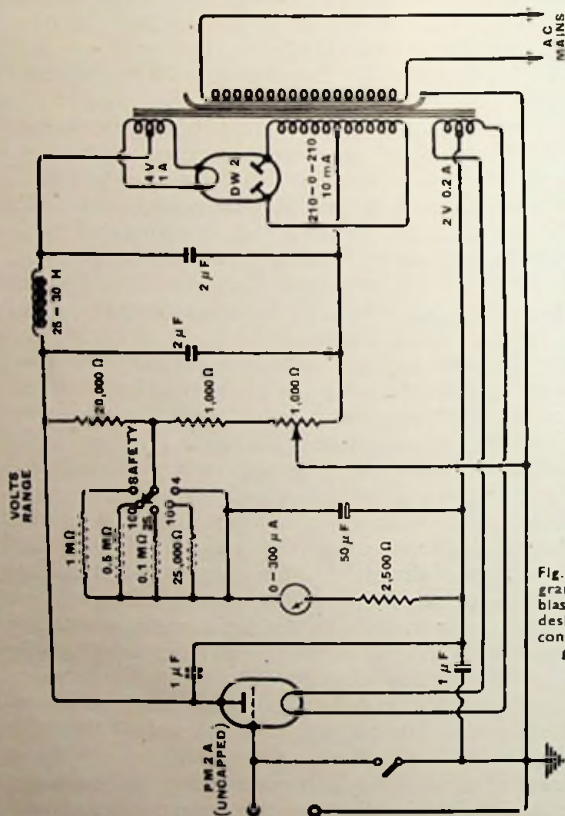 AC
MAINS
4 V
1 A
DW 2
210-0-210
10 mA
2 V 0.2 A
25 - 30 H
2 µF
2 µF
20,000 Ω
1,000 Ω
1,000 Ω
VOLTS
RANGE
SAFETY
100
25
10
4
1 MΩ
0.5 MΩ
0.1 MΩ
25,000 Ω
0-300 µA
50 µF
2,500 Ω
1 µF
1 µF
PM 2 A
(UNCAPPED)
Fig.